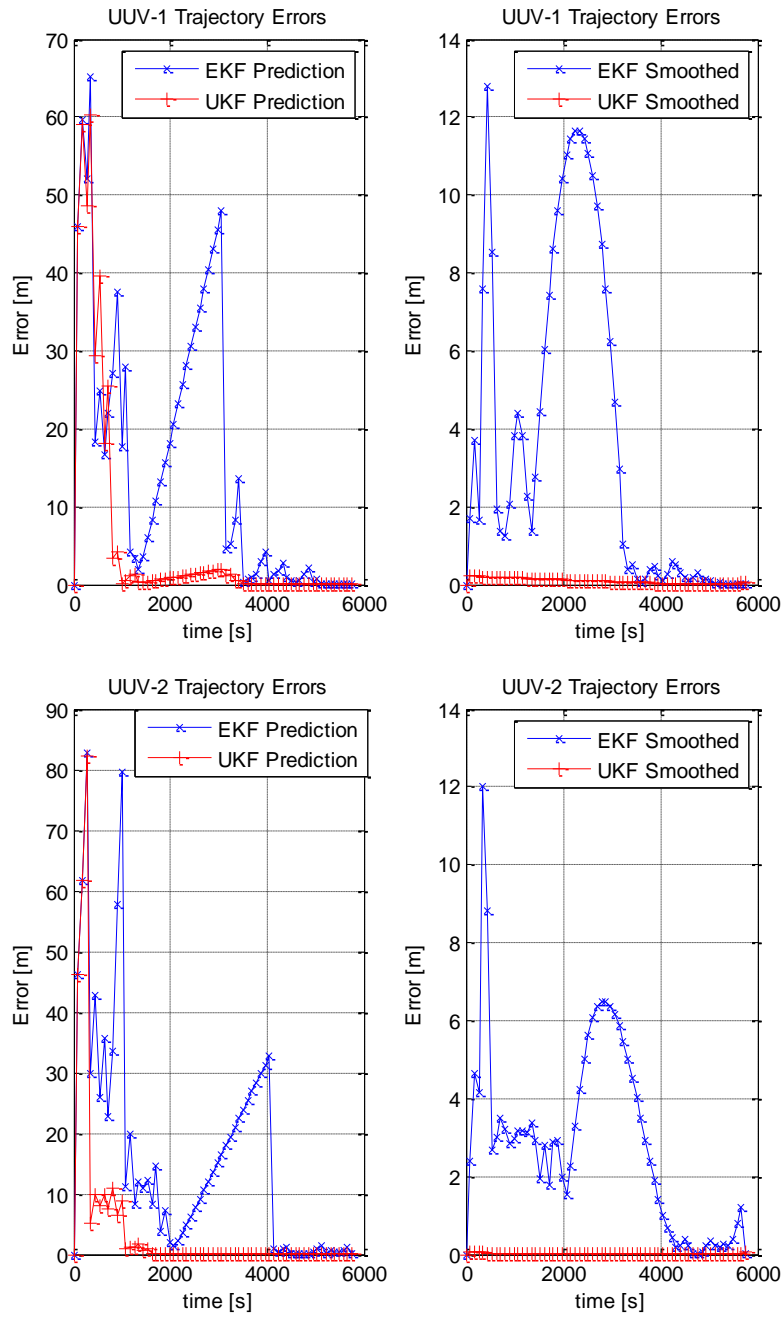 UUV-1 Trajectory Errors
70
60
50
40
30
20
10
0
Error [m]
EKF Prediction
UKF Prediction
0
2000
4000
6000
time [s]
UUV-1 Trajectory Errors
14
12
10
8
6
4
2
0
Error [m]
EKF Smoothed
UKF Smoothed
0
2000
4000
6000
time [s]
UUV-2 Trajectory Errors
90
80
70
60
50
40
30
20
10
0
Error [m]
EKF Prediction
UKF Prediction
0
2000
4000
6000
time [s]
UUV-2 Trajectory Errors
14
12
10
8
6
4
2
0
Error [m]
EKF Smoothed
UKF Smoothed
0
2000
4000
6000
time [s]